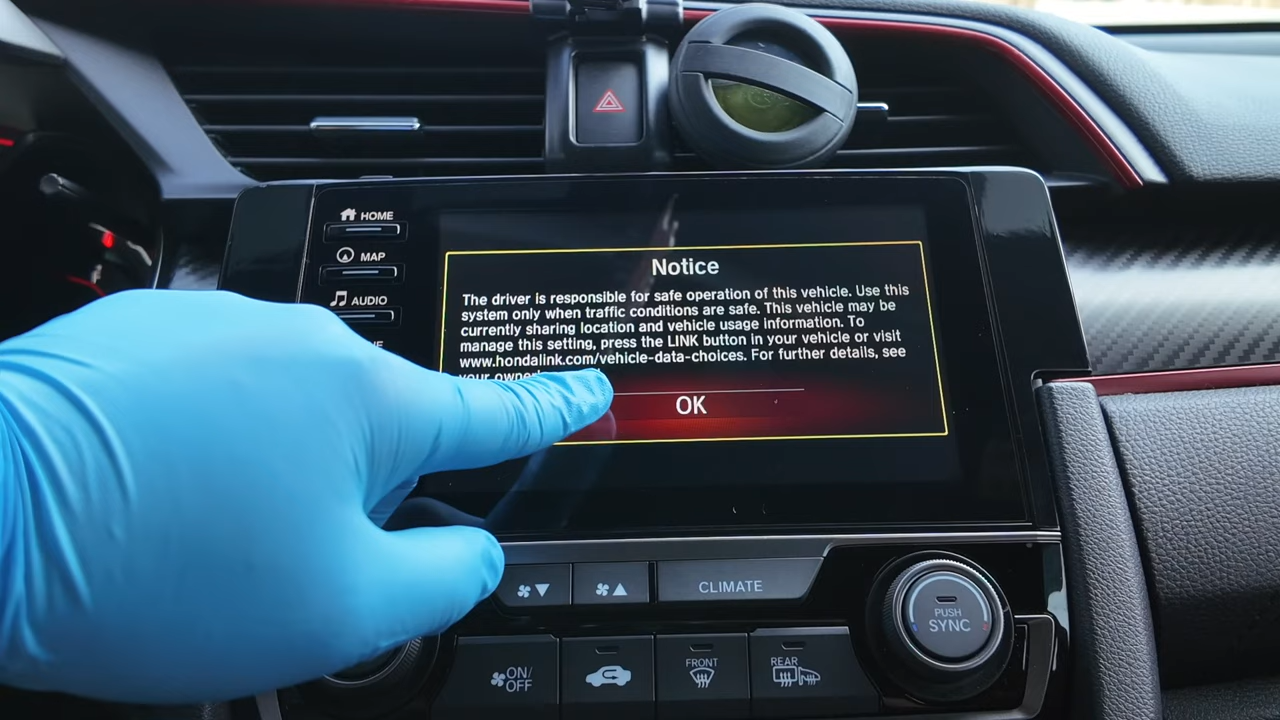 HOME
MAP
AUDIO
Notice
The driver is responsible for safe operation of this vehicle. Use this
system only when traffic conditions are safe. This vehicle may be
currently sharing location and vehicle usage information. To
manage this setting, press the LINK button in your vehicle or visit
www.hondalink.com/vehicle-data-choices. For further details, see
your
OK
CLIMATE
PUSH
SYNC
ON/
OFF
FRONT
REAR